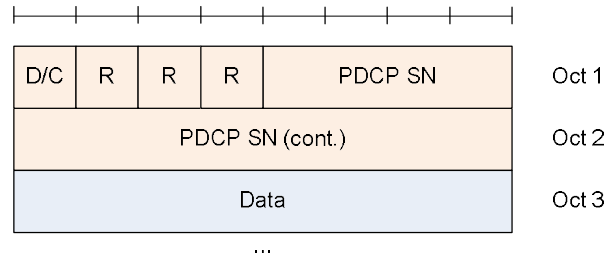 D/C R R R PDCP SN Oct 1
PDCP SN (cont.) Oct 2
Data Oct 3
...